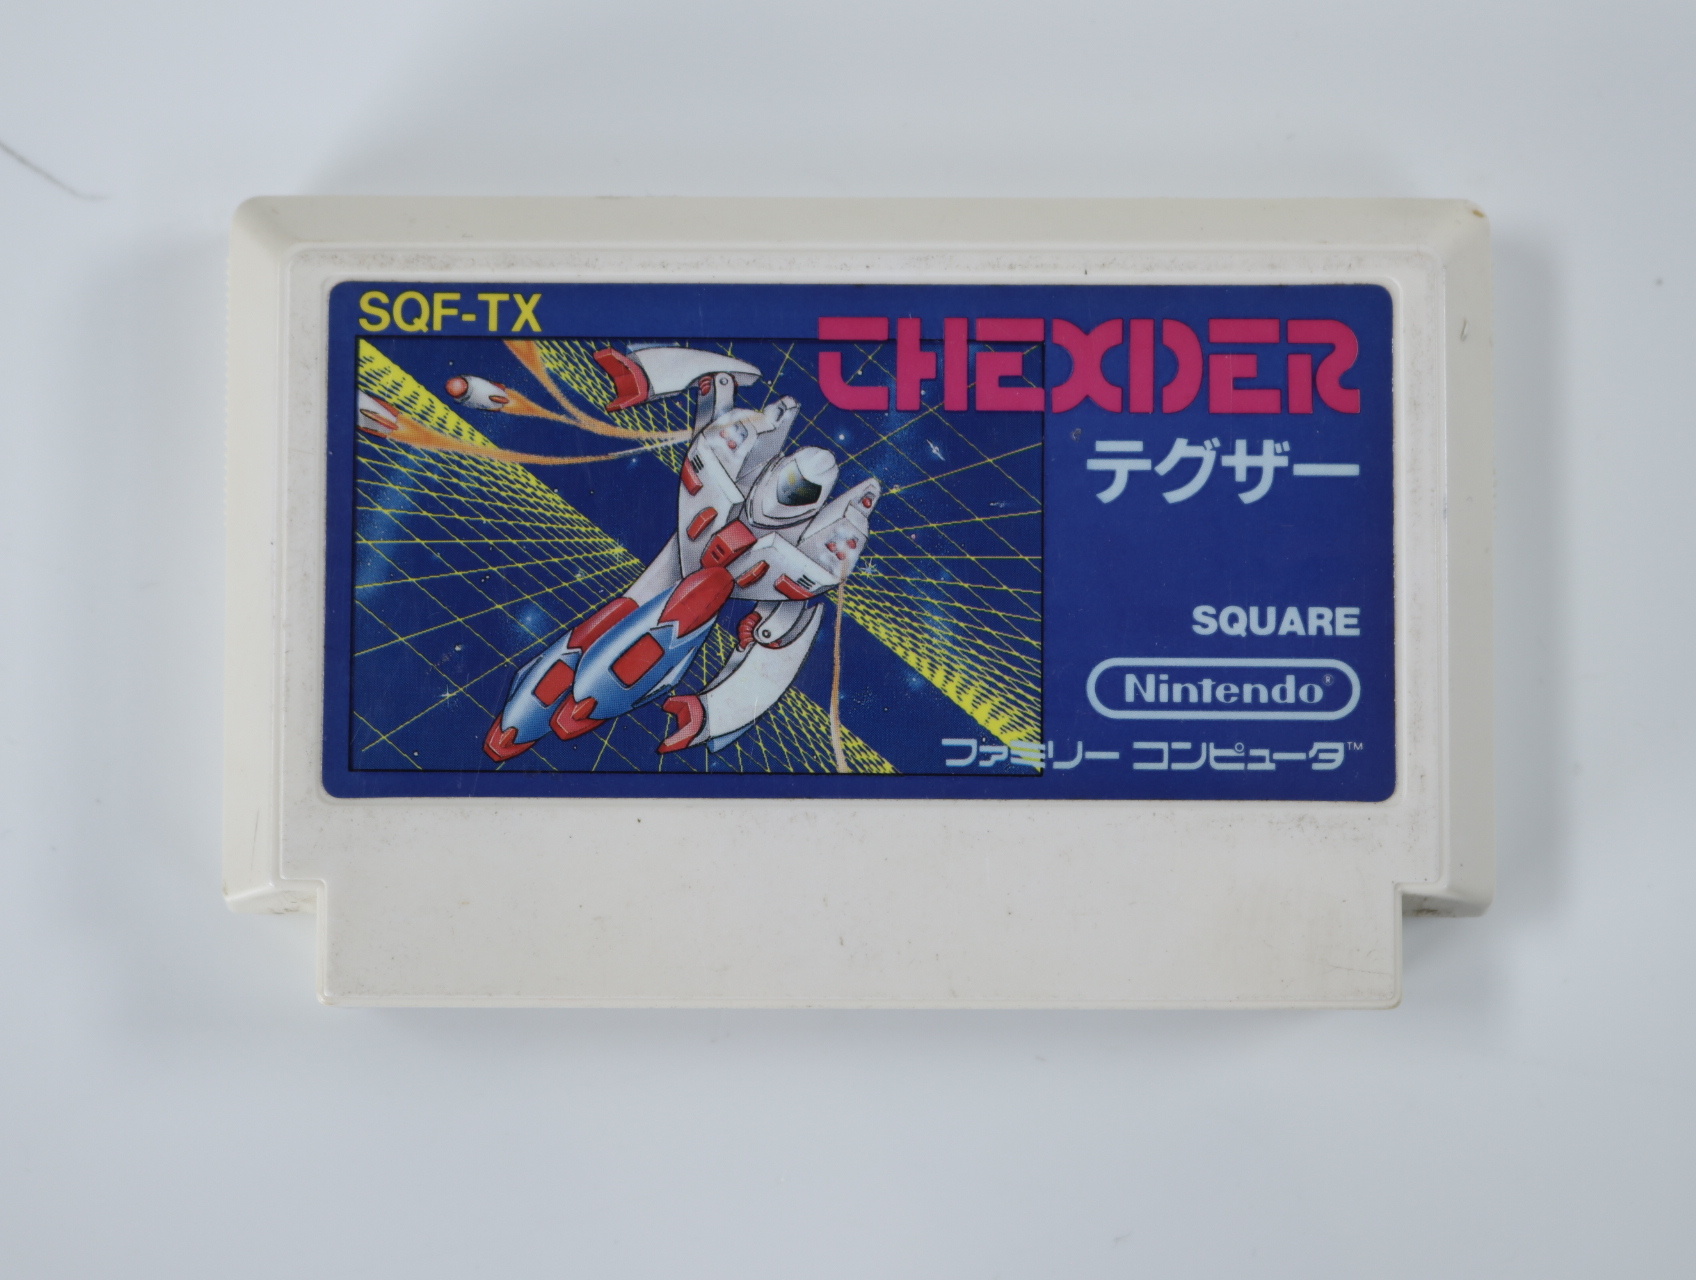 SQF-TX
THEXDER
テグザー
SQUARE
Nintendo®
ファミリー コンピュータ™